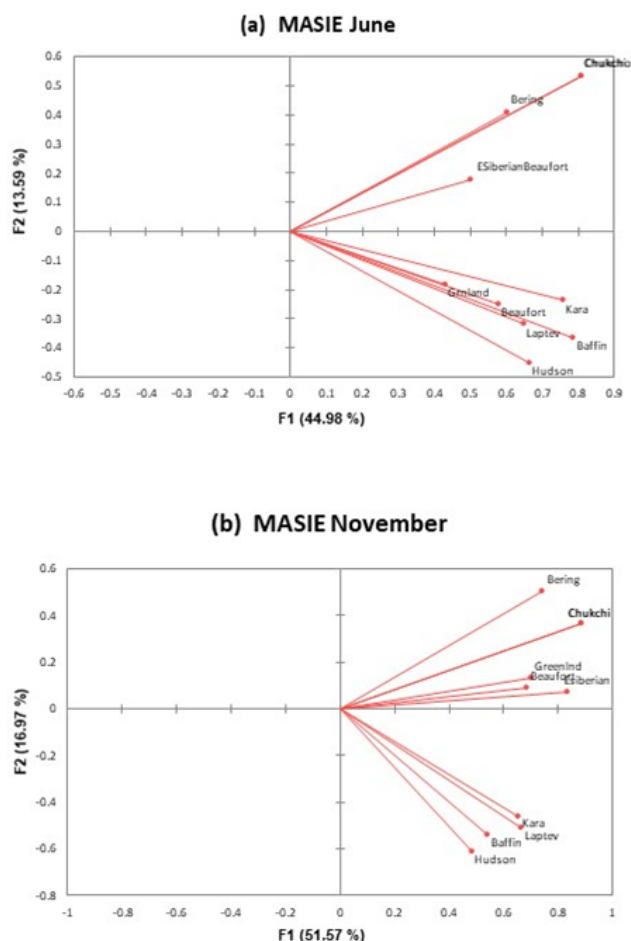 (a) MASIE June
0.6
0.5
0.4
0.3
0.2
0.1
0
-0.1
-0.2
-0.3
-0.4
-0.5
F2 (13.59 %)
Bering
ESiberianBeaufort
Grnland
Beaufort
Kara
Laptev
Baffin
Hudson
-0.6 -0.5 -0.4 -0.3 -0.2 -0.1 0 0.1 0.2 0.3 0.4 0.5 0.6 0.7 0.8 0.9
F1 (44.98 %)
(b) MASIE November
0.6
0.4
0.2
0
-0.2
-0.4
-0.6
-0.8
F2 (16.97 %)
Bering
Chukchi
GreenInd
Beaufort
ESiberian
Kara
Laptev
Baffin
Hudson
-1 -0.8 -0.6 -0.4 -0.2 0 0.2 0.4 0.6 0.8 1
F1 (51.57 %)